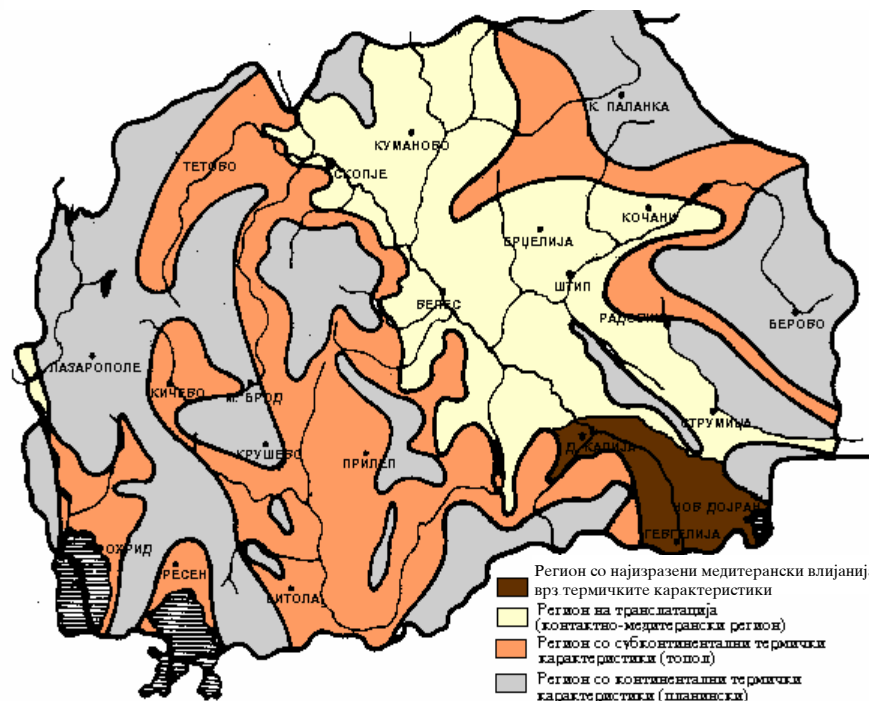 К. ПАЛАНКА
КУМАНОВО
ТЕТОВО
СКОПЈЕ
КОЧАНИ
БРЏЕЛИЈА
ШТИП
ВЕЛЕС
РАДОВИШ
БЕРОВО
ЛАЗАРОПОЛЕ
КИЧЕВО
М. БРОД
СТРУМИЦА
КРУШЕВО
ПРИЛЕП
Д. КАПИЈА
НОВ ДОЈРАН
ОХРИД
ГЕВГЕЛИЈА
РЕСЕН
БИТОЛА
Регион со најизразени медитерански влијанија
врз термичките карактеристики
Регион на транслатација
(контактно-медитерански регион)
Регион со субконтинентални термички
карактеристики (топол)
Регион со континентални термички
карактеристики (планински)